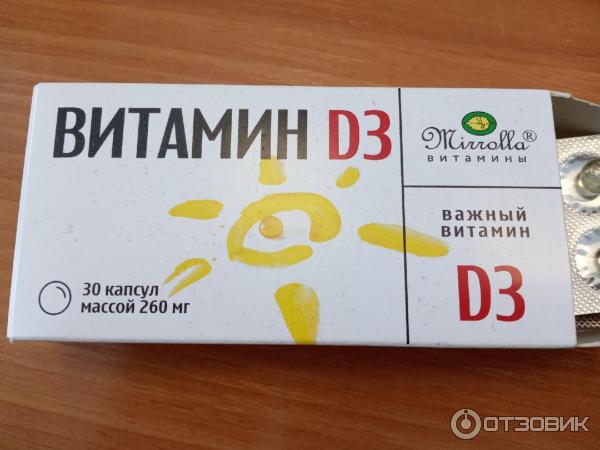 ВИТАМИН D3
30 капсул
массой 260 мг
Mirrolla®
ВИТАМИНЫ
ВАЖНЫЙ
ВИТАМИН
D3
ОТЗОВИК